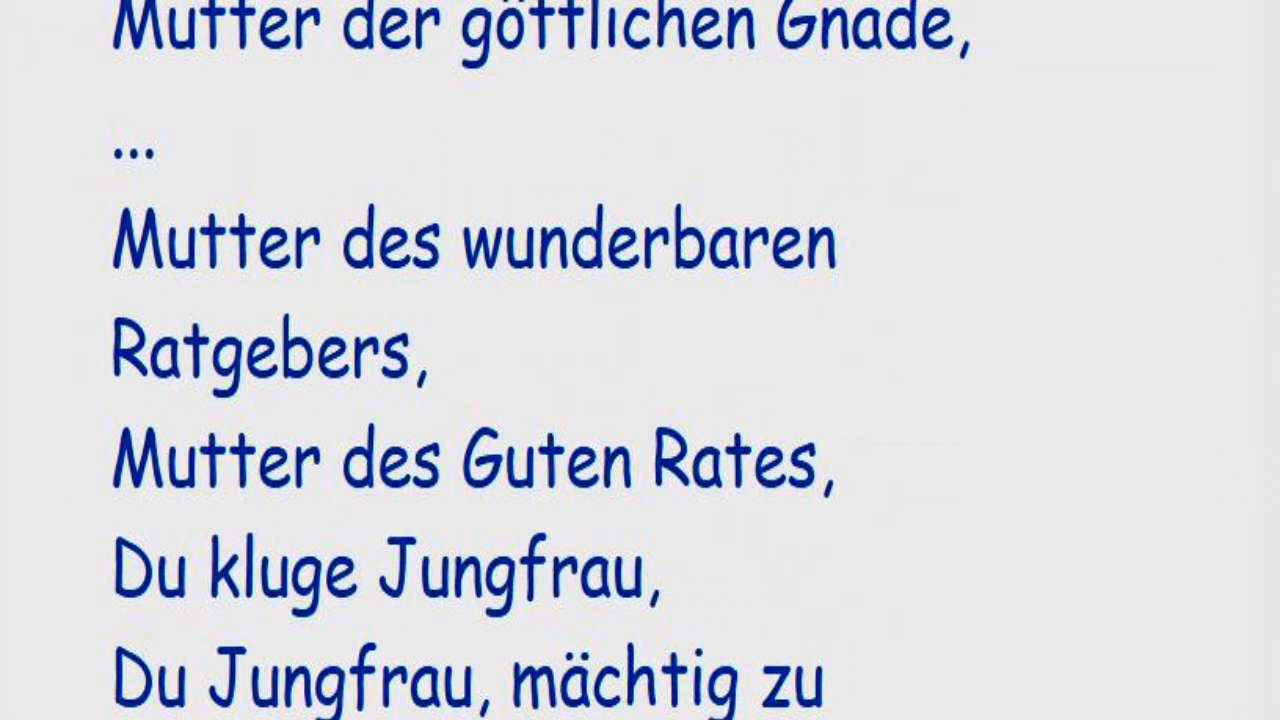 Mutter der göttlichen Gnade,
...
Mutter des wunderbaren
Ratgebers,
Mutter des Guten Rates,
Du kluge Jungfrau,
Du Jungfrau, mächtig zu